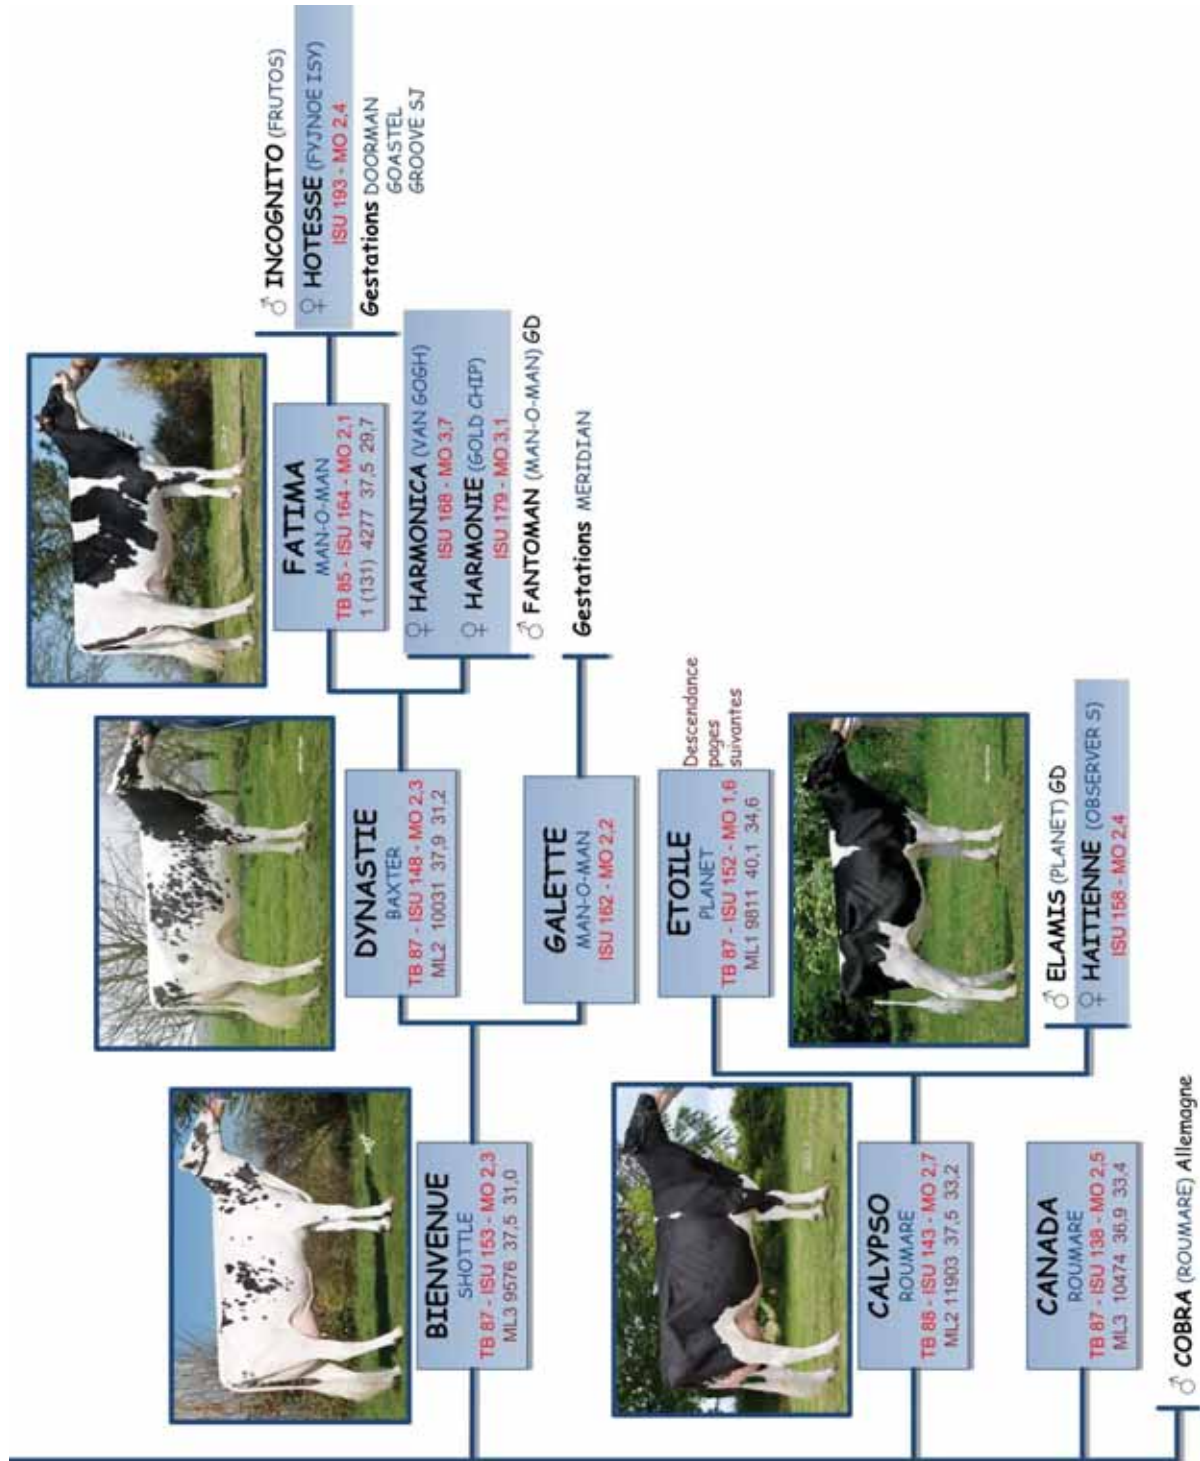 BIENVENUE
SHOTTLE
TB 87 - ISU 153 - MO 2,3
ML3 9576 37,5 31,0
DYNASTIE
BAXTER
TB 87 - ISU 148 - MO 2,3
ML2 10031 37,9 31,2
FATIMA
MAN-O-MAN
TB 85 - ISU 164 - MO 2,1
1 (131) 4277 37,5 29,7
♂ INCOGNITO (FRUTOS)
♀ HOTESSE (FYJNOE ISY)
ISU 193 - MO 2,4
Gestations DOORMAN
GOASTEL
GROOVE SJ
♀ HARMONICA (VAN GOGH)
ISU 168 - MO 3,7
♀ HARMONIE (GOLD CHIP)
ISU 179 - MO 3,1
♂ FANTOMAN (MAN-O-MAN) GD
GALETTE
MAN-O-MAN
ISU 162 - MO 2,2
Gestations MERIDIAN
CALYPSO
ROUMARE
TB 88 - ISU 143 - MO 2,7
ML2 11903 37,5 33,2
ETOILE
PLANET
TB 87 - ISU 152 - MO 1,6
ML1 9811 40,1 34,6
Descendance
pages
suivantes
♂ ELAMIS (PLANET) GD
♀ HAITIENNE (OBSERVER S)
ISU 158 - MO 2,4
CANADA
ROUMARE
TB 87 - ISU 138 - MO 2,5
ML3 10474 36,9 33,4
♂ COBRA (ROUMARE) Allemagne